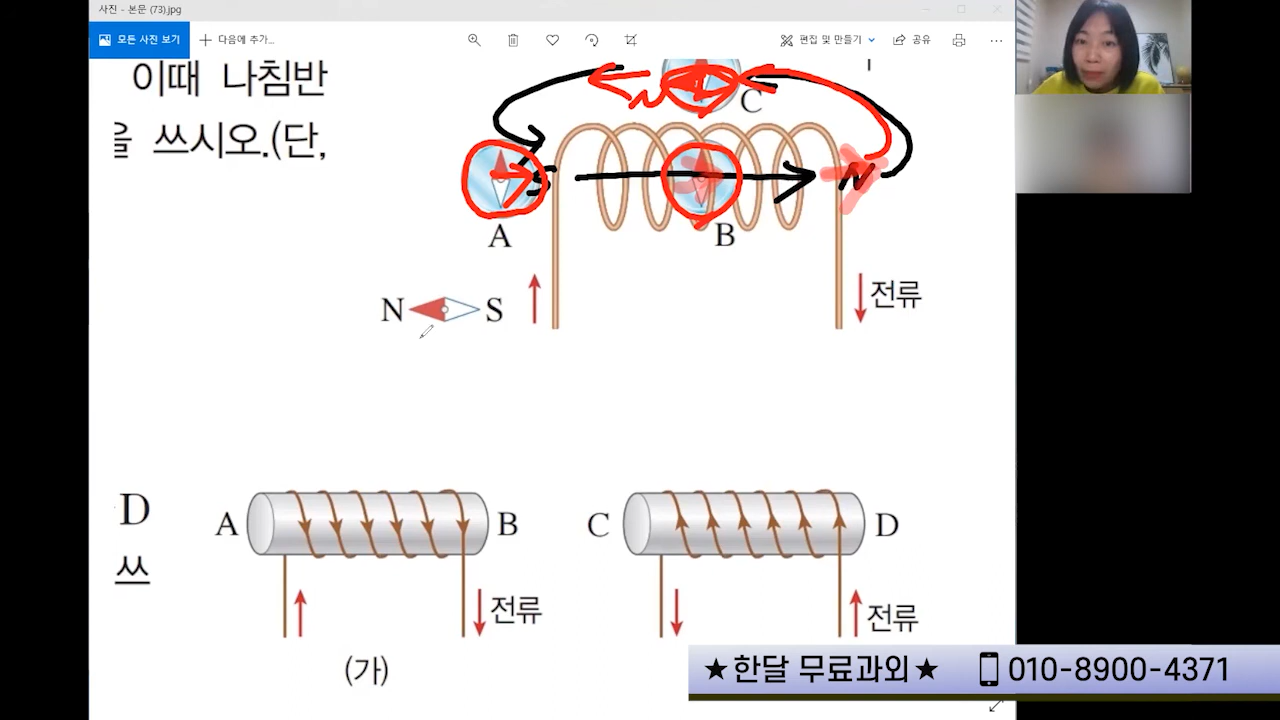 사진 - 본문 (73).jpg
모든 사진 보기
다음에 추가...
편집 및 만들기
공유
이때 나침반
을 쓰시오.(단,
N
C
S
N
A
B
N
S
전류
D
쓰
A
B
C
D
전류
전류
(가)
★한달 무료과외★ 010-8900-4371